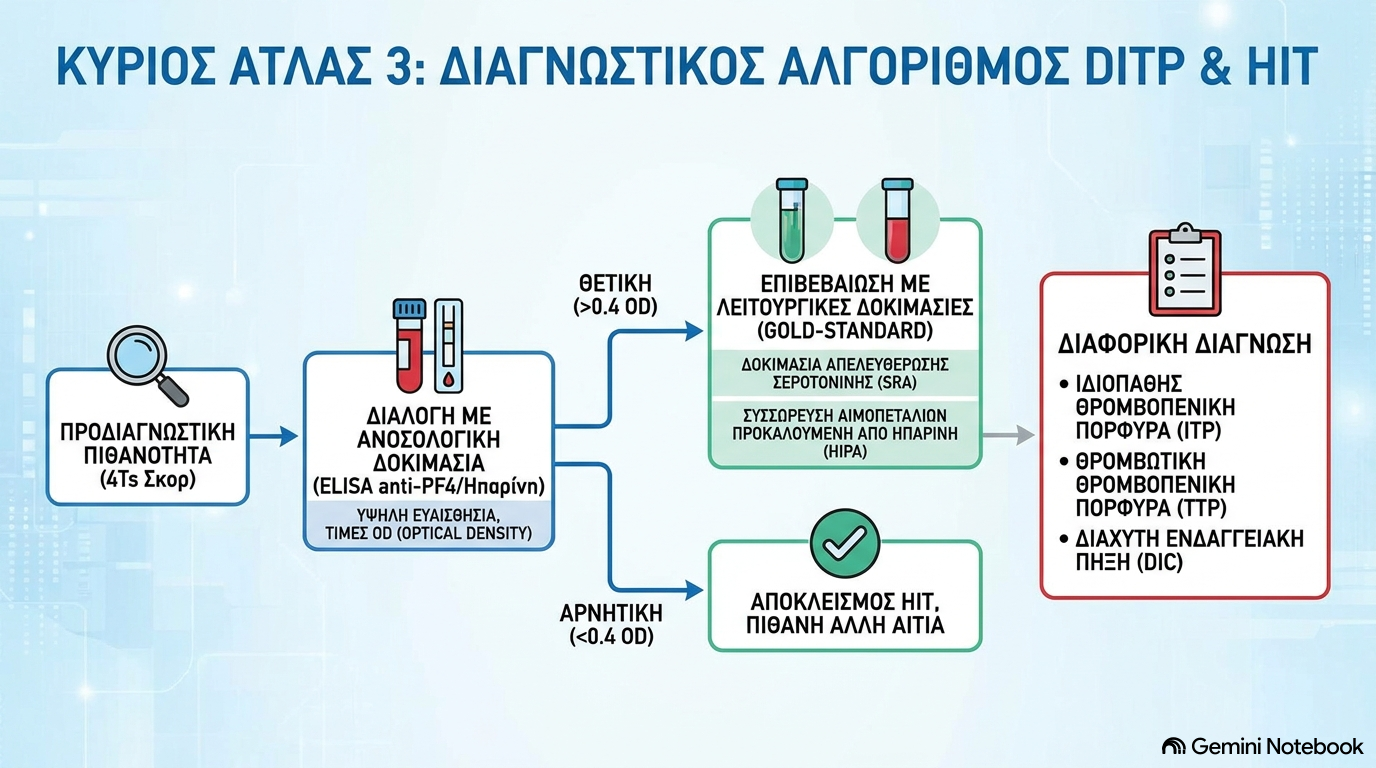 ΚΥΡΙΟΣ ΑΤΛΑΣ 3: ΔΙΑΓΝΩΣΤΙΚΟΣ ΑΛΓΟΡΙΘΜΟΣ DITP & HIT
ΠΡΟΔΙΑΓΝΩΣΤΙΚΗ
ΠΙΘΑΝΟΤΗΤΑ
(4Ts Σκορ)
ΔΙΑΛΟΓΗ ΜΕ
ΑΝΟΣΟΛΟΓΙΚΗ
ΔΟΚΙΜΑΣΙΑ
(ELISA anti-PF4/Ηπαρίνη)
ΥΨΗΛΗ ΕΥΑΙΣΘΗΣΙΑ,
ΤΙΜΕΣ OD (OPTICAL DENSITY)
ΘΕΤΙΚΗ
(>0.4 OD)
ΑΡΝΗΤΙΚΗ
(<0.4 OD)
ΕΠΙΒΕΒΑΙΩΣΗ ΜΕ
ΛΕΙΤΟΥΡΓΙΚΕΣ ΔΟΚΙΜΑΣΙΕΣ
(GOLD-STANDARD)
ΔΟΚΙΜΑΣΙΑ ΑΠΕΛΕΥΘΕΡΩΣΗΣ
ΣΕΡΟΤΟΝΙΝΗΣ (SRA)
ΣΥΣΣΩΡΕΥΣΗ ΑΙΜΟΠΕΤΑΛΙΩΝ
ΠΡΟΚΑΛΟΥΜΕΝΗ ΑΠΟ ΗΠΑΡΙΝΗ
(HIPA)
ΑΠΟΚΛΕΙΣΜΟΣ HIT,
ΠΙΘΑΝΗ ΑΛΛΗ ΑΙΤΙΑ
ΔΙΑΦΟΡΙΚΗ ΔΙΑΓΝΩΣΗ
• ΙΔΙΟΠΑΘΗΣ
ΘΡΟΜΒΟΠΕΝΙΚΗ
ΠΟΡΦΥΡΑ (ITP)
• ΘΡΟΜΒΩΤΙΚΗ
ΘΡΟΜΒΟΠΕΝΙΚΗ
ΠΟΡΦΥΡΑ (TTP)
• ΔΙΑΧΥΤΗ ΕΝΔΑΓΓΕΙΑΚΗ
ΠΗΞΗ (DIC)
Gemini Notebook